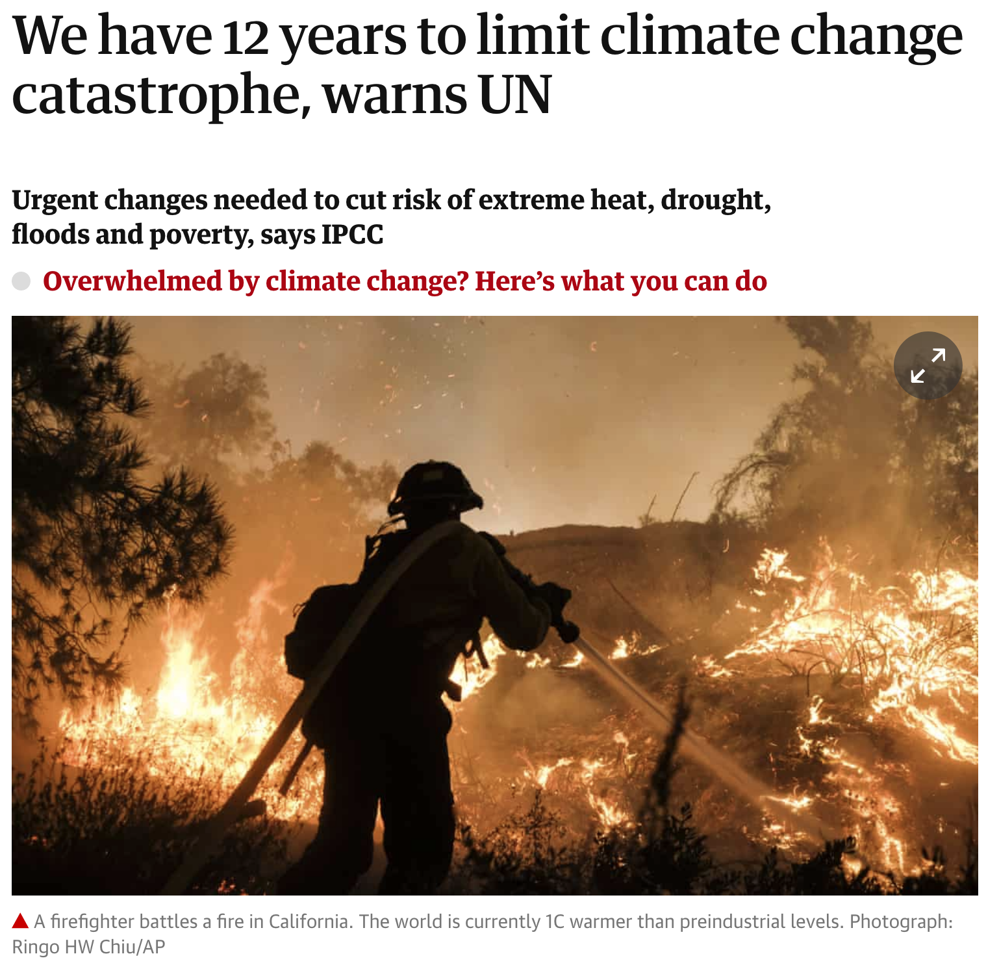 We have 12 years to limit climate change
catastrophe, warns UN
Urgent changes needed to cut risk of extreme heat, drought,
floods and poverty, says IPCC
Overwhelmed by climate change? Here’s what you can do
A firefighter battles a fire in California. The world is currently 1C warmer than preindustrial levels. Photograph:
Ringo HW Chiu/AP